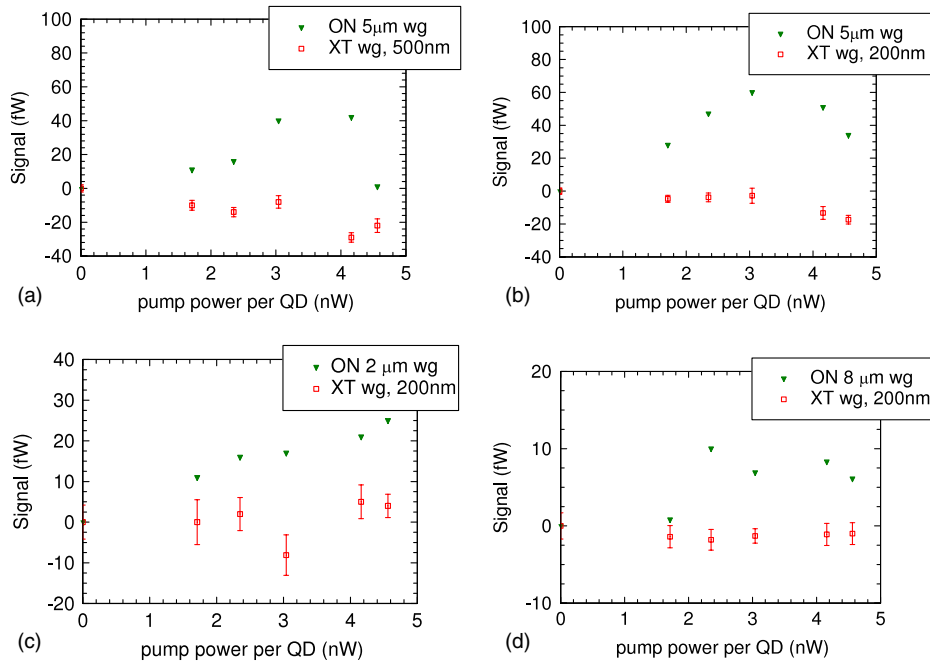 ON 5μm wg
XT wg, 500nm
100
80
60
40
20
0
-20
-40
Signal (fW)
0 1 2 3 4 5
pump power per QD (nW)
(a)
ON 5μm wg
XT wg, 200nm
100
80
60
40
20
0
-20
-40
Signal (fW)
0 1 2 3 4 5
pump power per QD (nW)
(b)
ON 2 μm wg
XT wg, 200nm
40
30
20
10
0
-10
-20
Signal (fW)
0 1 2 3 4 5
pump power per QD (nW)
(c)
ON 8 μm wg
XT wg, 200nm
20
10
0
-10
Signal (fW)
0 1 2 3 4 5
pump power per QD (nW)
(d)